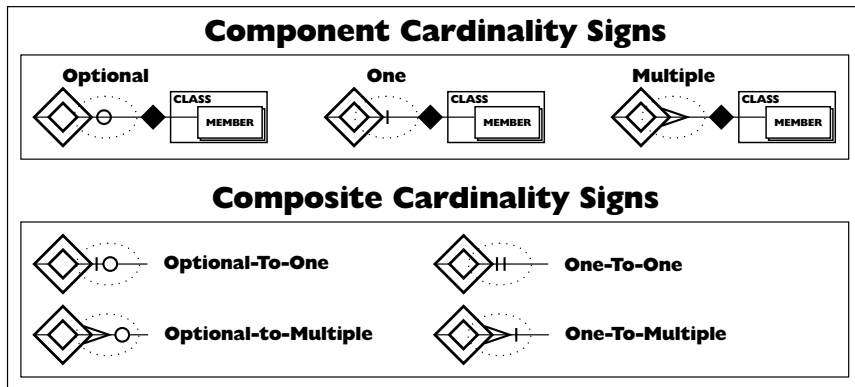 Component Cardinality Signs
Optional One Multiple
CLASS CLASS CLASS
MEMBER MEMBER MEMBER
Composite Cardinality Signs
Optional-To-One One-To-One
Optional-to-Multiple One-To-Multiple